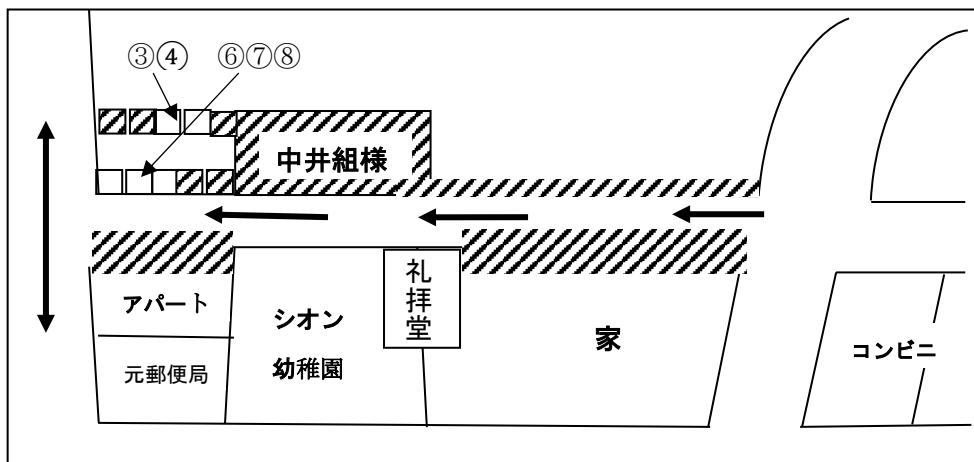 ③④ ⑥⑦⑧
中井組様
礼拝堂
アパート
シオン
幼稚園
家
コンビニ
元郵便局